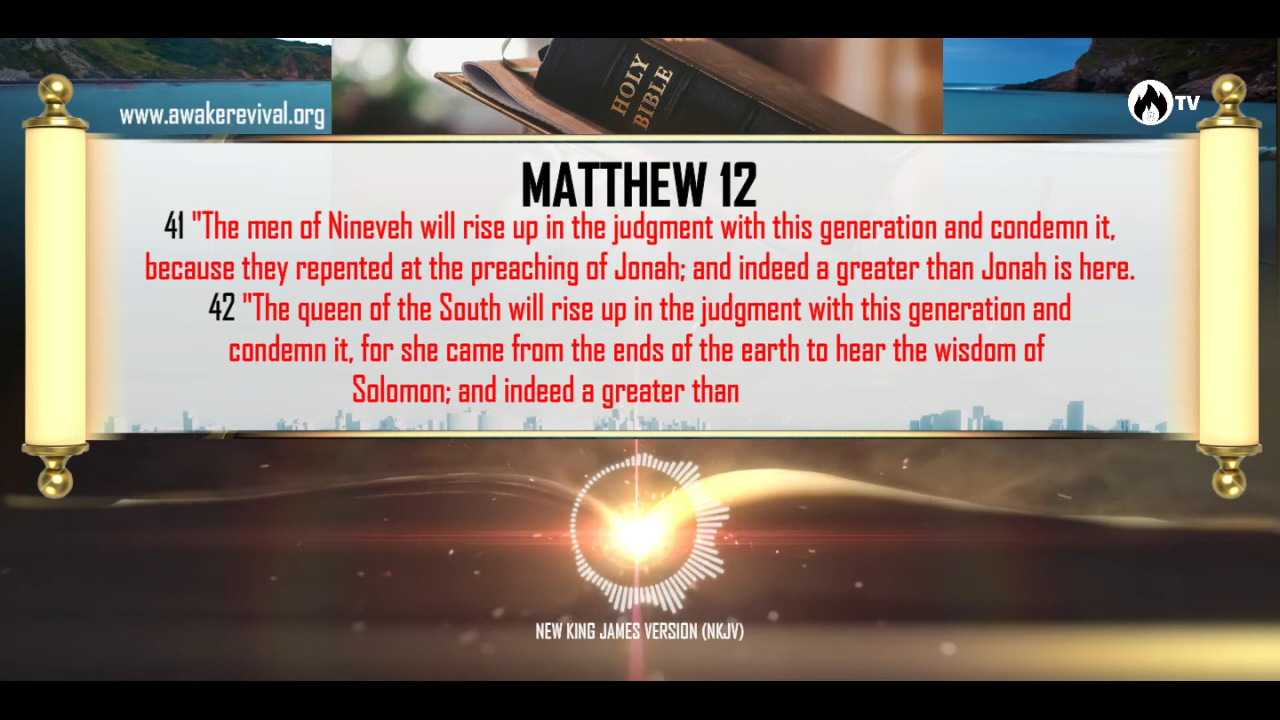 www.awakerevival.org
HOLY
BIBLE
TV
MATTHEW 12
41 "The men of Nineveh will rise up in the judgment with this generation and condemn it,
because they repented at the preaching of Jonah; and indeed a greater than Jonah is here.
42 "The queen of the South will rise up in the judgment with this generation and
condemn it, for she came from the ends of the earth to hear the wisdom of
Solomon; and indeed a greater than
NEW KING JAMES VERSION (NKJV)